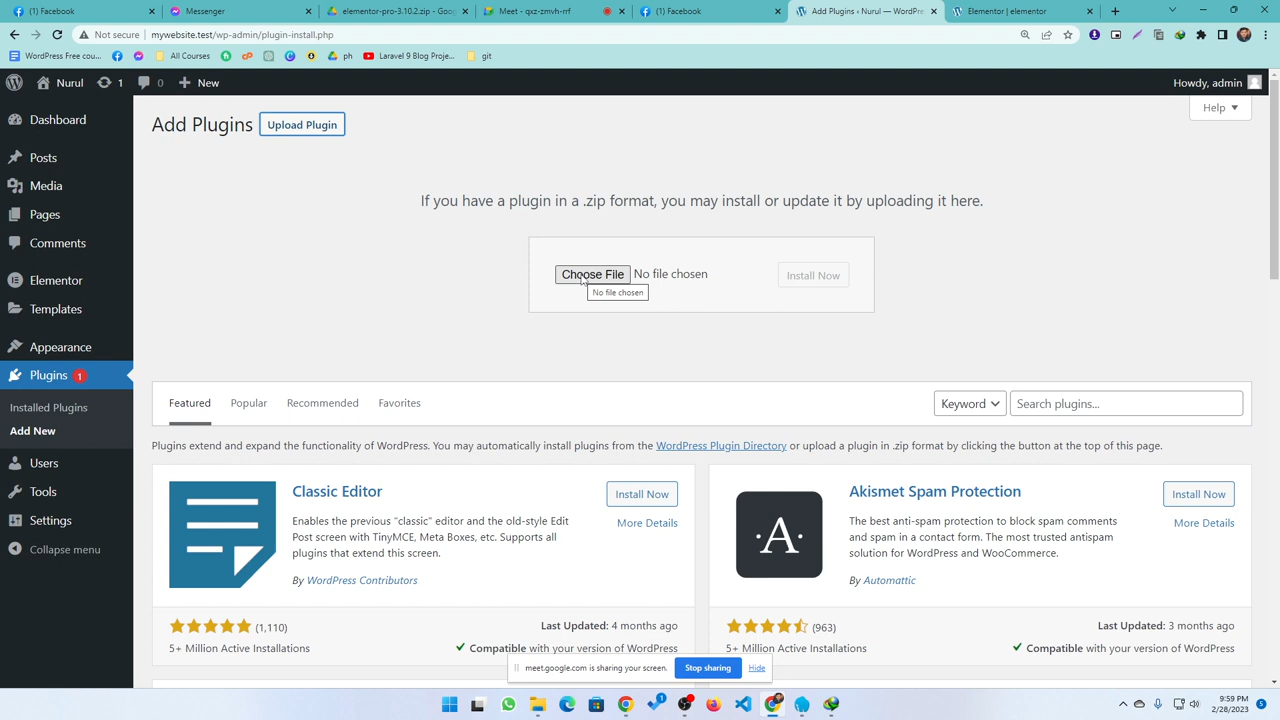 (1) Facebook
Messenger
elementor-pro-3.10.2.zip - Goog
Meet - qxz-zmvh-rrf
(1) Facebook
Add Plugins ‹ Nurul — WordPre
Elementor | elementor
Not secure | mywebsite.test/wp-admin/plugin-install.php
WordPress Free cou...
All Courses
ph
Laravel 9 Blog Proje...
git
Nurul
1
0
New
Howdy, admin
Dashboard
Posts
Media
Pages
Comments
Elementor
Templates
Appearance
Plugins 1
Installed Plugins
Add New
Users
Tools
Settings
Collapse menu
Add Plugins
Upload Plugin
Help
If you have a plugin in a .zip format, you may install or update it by uploading it here.
Choose File No file chosen
Install Now
No file chosen
Featured
Popular
Recommended
Favorites
Keyword
Search plugins...
Plugins extend and expand the functionality of WordPress. You may automatically install plugins from the WordPress Plugin Directory or upload a plugin in .zip format by clicking the button at the top of this page.
Classic Editor
Install Now
More Details
Enables the previous "classic" editor and the old-style Edit
Post screen with TinyMCE, Meta Boxes, etc. Supports all
plugins that extend this screen.
By WordPress Contributors
(1,110)
Last Updated: 4 months ago
5+ Million Active Installations
Compatible with your version of WordPress
·A·
Akismet Spam Protection
Install Now
More Details
The best anti-spam protection to block spam comments
and spam in a contact form. The most trusted antispam
solution for WordPress and WooCommerce.
By Automattic
(963)
Last Updated: 3 months ago
5+ Million Active Installations
Compatible with your version of WordPress
meet.google.com is sharing your screen.
Stop sharing
Hide
1
9:59 PM
2/28/2023
5